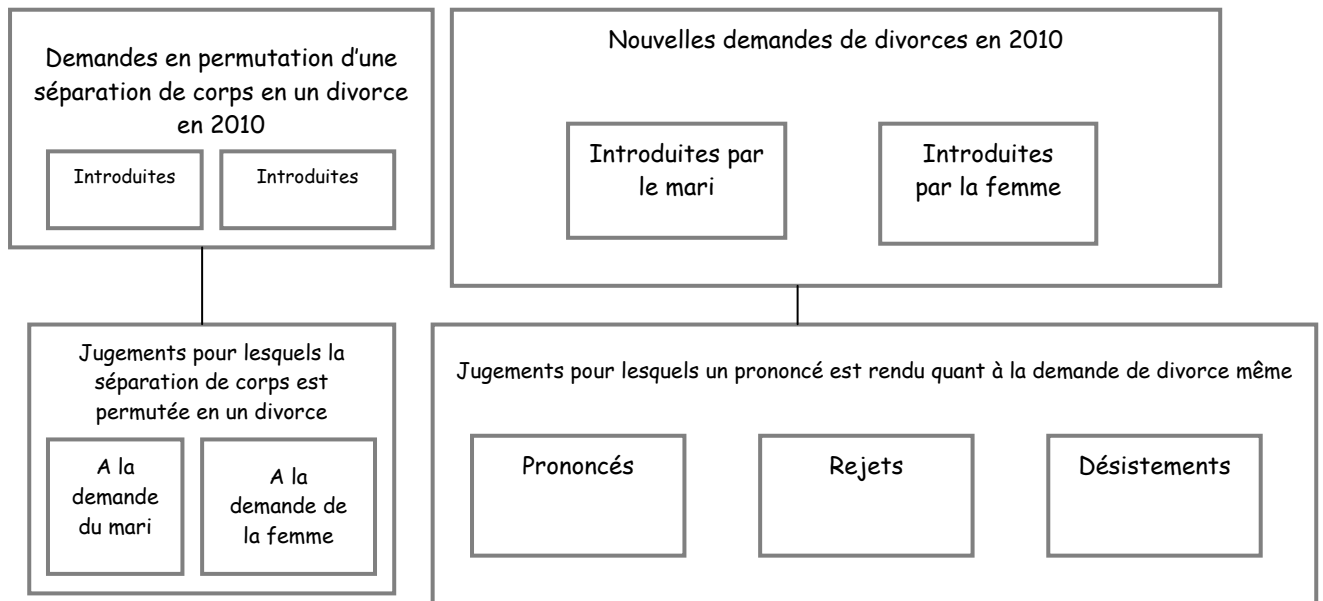 Demandes en permutation d'une
séparation de corps en un divorce
en 2010
Introduites
Introduites
Nouvelles demandes de divorces en 2010
Introduites par
le mari
Introduites
par la femme
Jugements pour lesquels la
séparation de corps est
permutée en un divorce
A la
demande
du mari
A la
demande de
la femme
Jugements pour lesquels un prononcé est rendu quant à la demande de divorce même
Prononcés
Rejets
Désistements